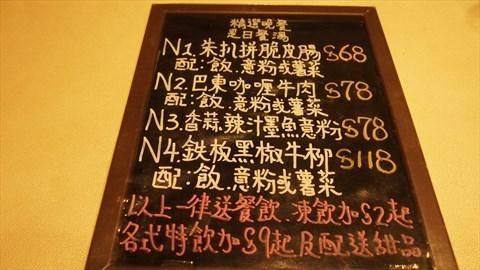 精選晚餐
是日餐湯
N1.朱扒拼脆皮腸 $68
配:飯.意粉或薯菜
N2.巴東咖喱牛肉 $78
配:飯.意粉或薯菜
N3.香蒜辣汁墨魚意粉 $78
N4.鉄板黑椒牛柳 $118
配:飯.意粉或薯菜
以上一律送餐飲.凍飲加$2起
各式特飲加$9起及配送甜品